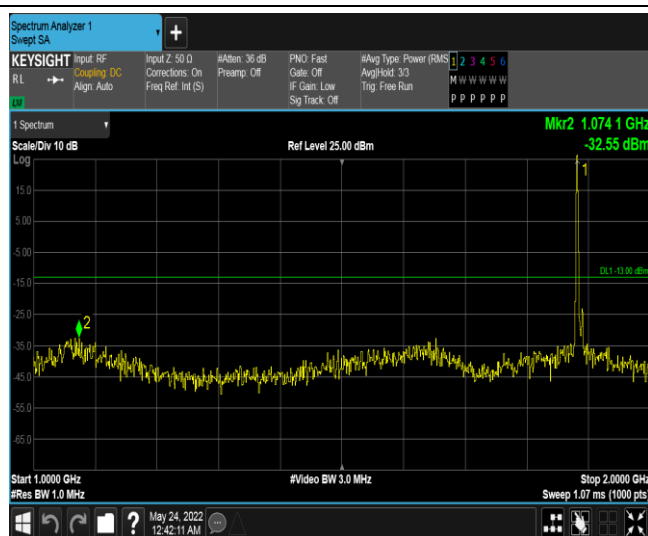 Spectrum Analyzer 1
Swept SA
KEYSIGHT
RL
Input: RF
Coupling: DC
Align: Auto
Input Z: 50 Ω
Corrections: On
Freq Ref: Int (S)
#Atten: 36 dB
Preamp: Off
PNO: Fast
Gate: Off
IF Gain: Low
Sig Track: Off
#Avg Type: Power (RMS
Avg|Hold: 3/3
Trig: Free Run
1 2 3 4 5 6
M W W W W W
P P P P P P
1 Spectrum
Mkr2 1.074 1 GHz
-32.55 dBm
Scale/Div 10 dB
Ref Level 25.00 dBm
Log
1
15.0
5.00
-5.00
DL1 -13.00 dBm
-15.0
-25.0
2
-35.0
-45.0
-55.0
-65.0
Start 1.0000 GHz
#Video BW 3.0 MHz
Stop 2.0000 GHz
#Res BW 1.0 MHz
Sweep 1.07 ms (1000 pts)
?
May 24, 2022
12:42:11 AM